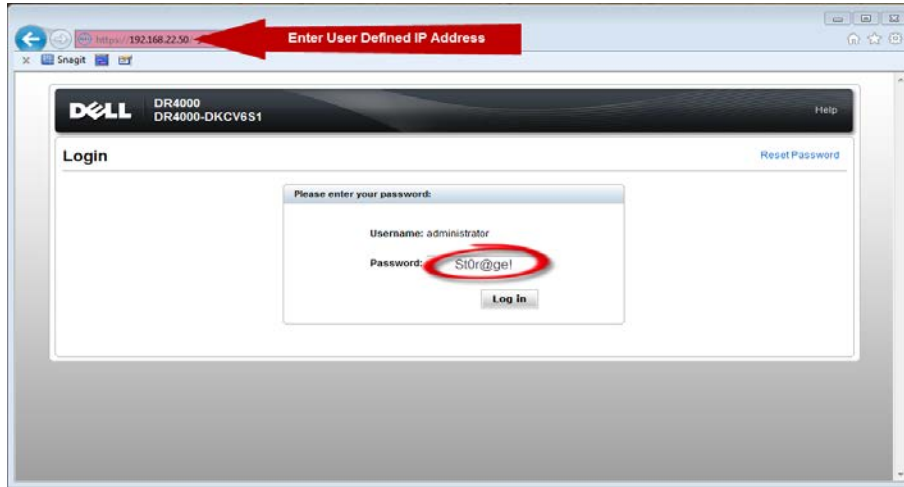 https://192.168.22.50/
Enter User Defined IP Address
x Snagit
DELL
DR4000
DR4000-DKCV6S1
Help
Login
Reset Password
Please enter your password:
Username: administrator
Password: St0r@ge!
Log in